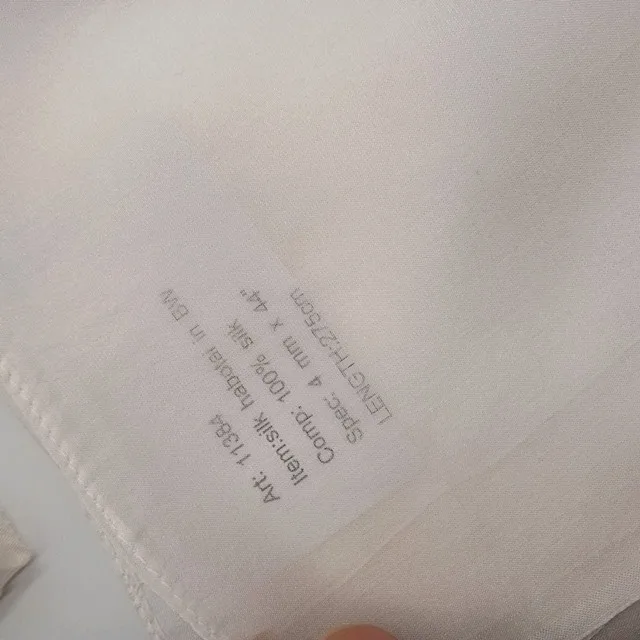 Art: 11384
Item:silk habotai in BW
Comp: 100% silk
Spec: 4 mm X 44"
LENGTH:275cm